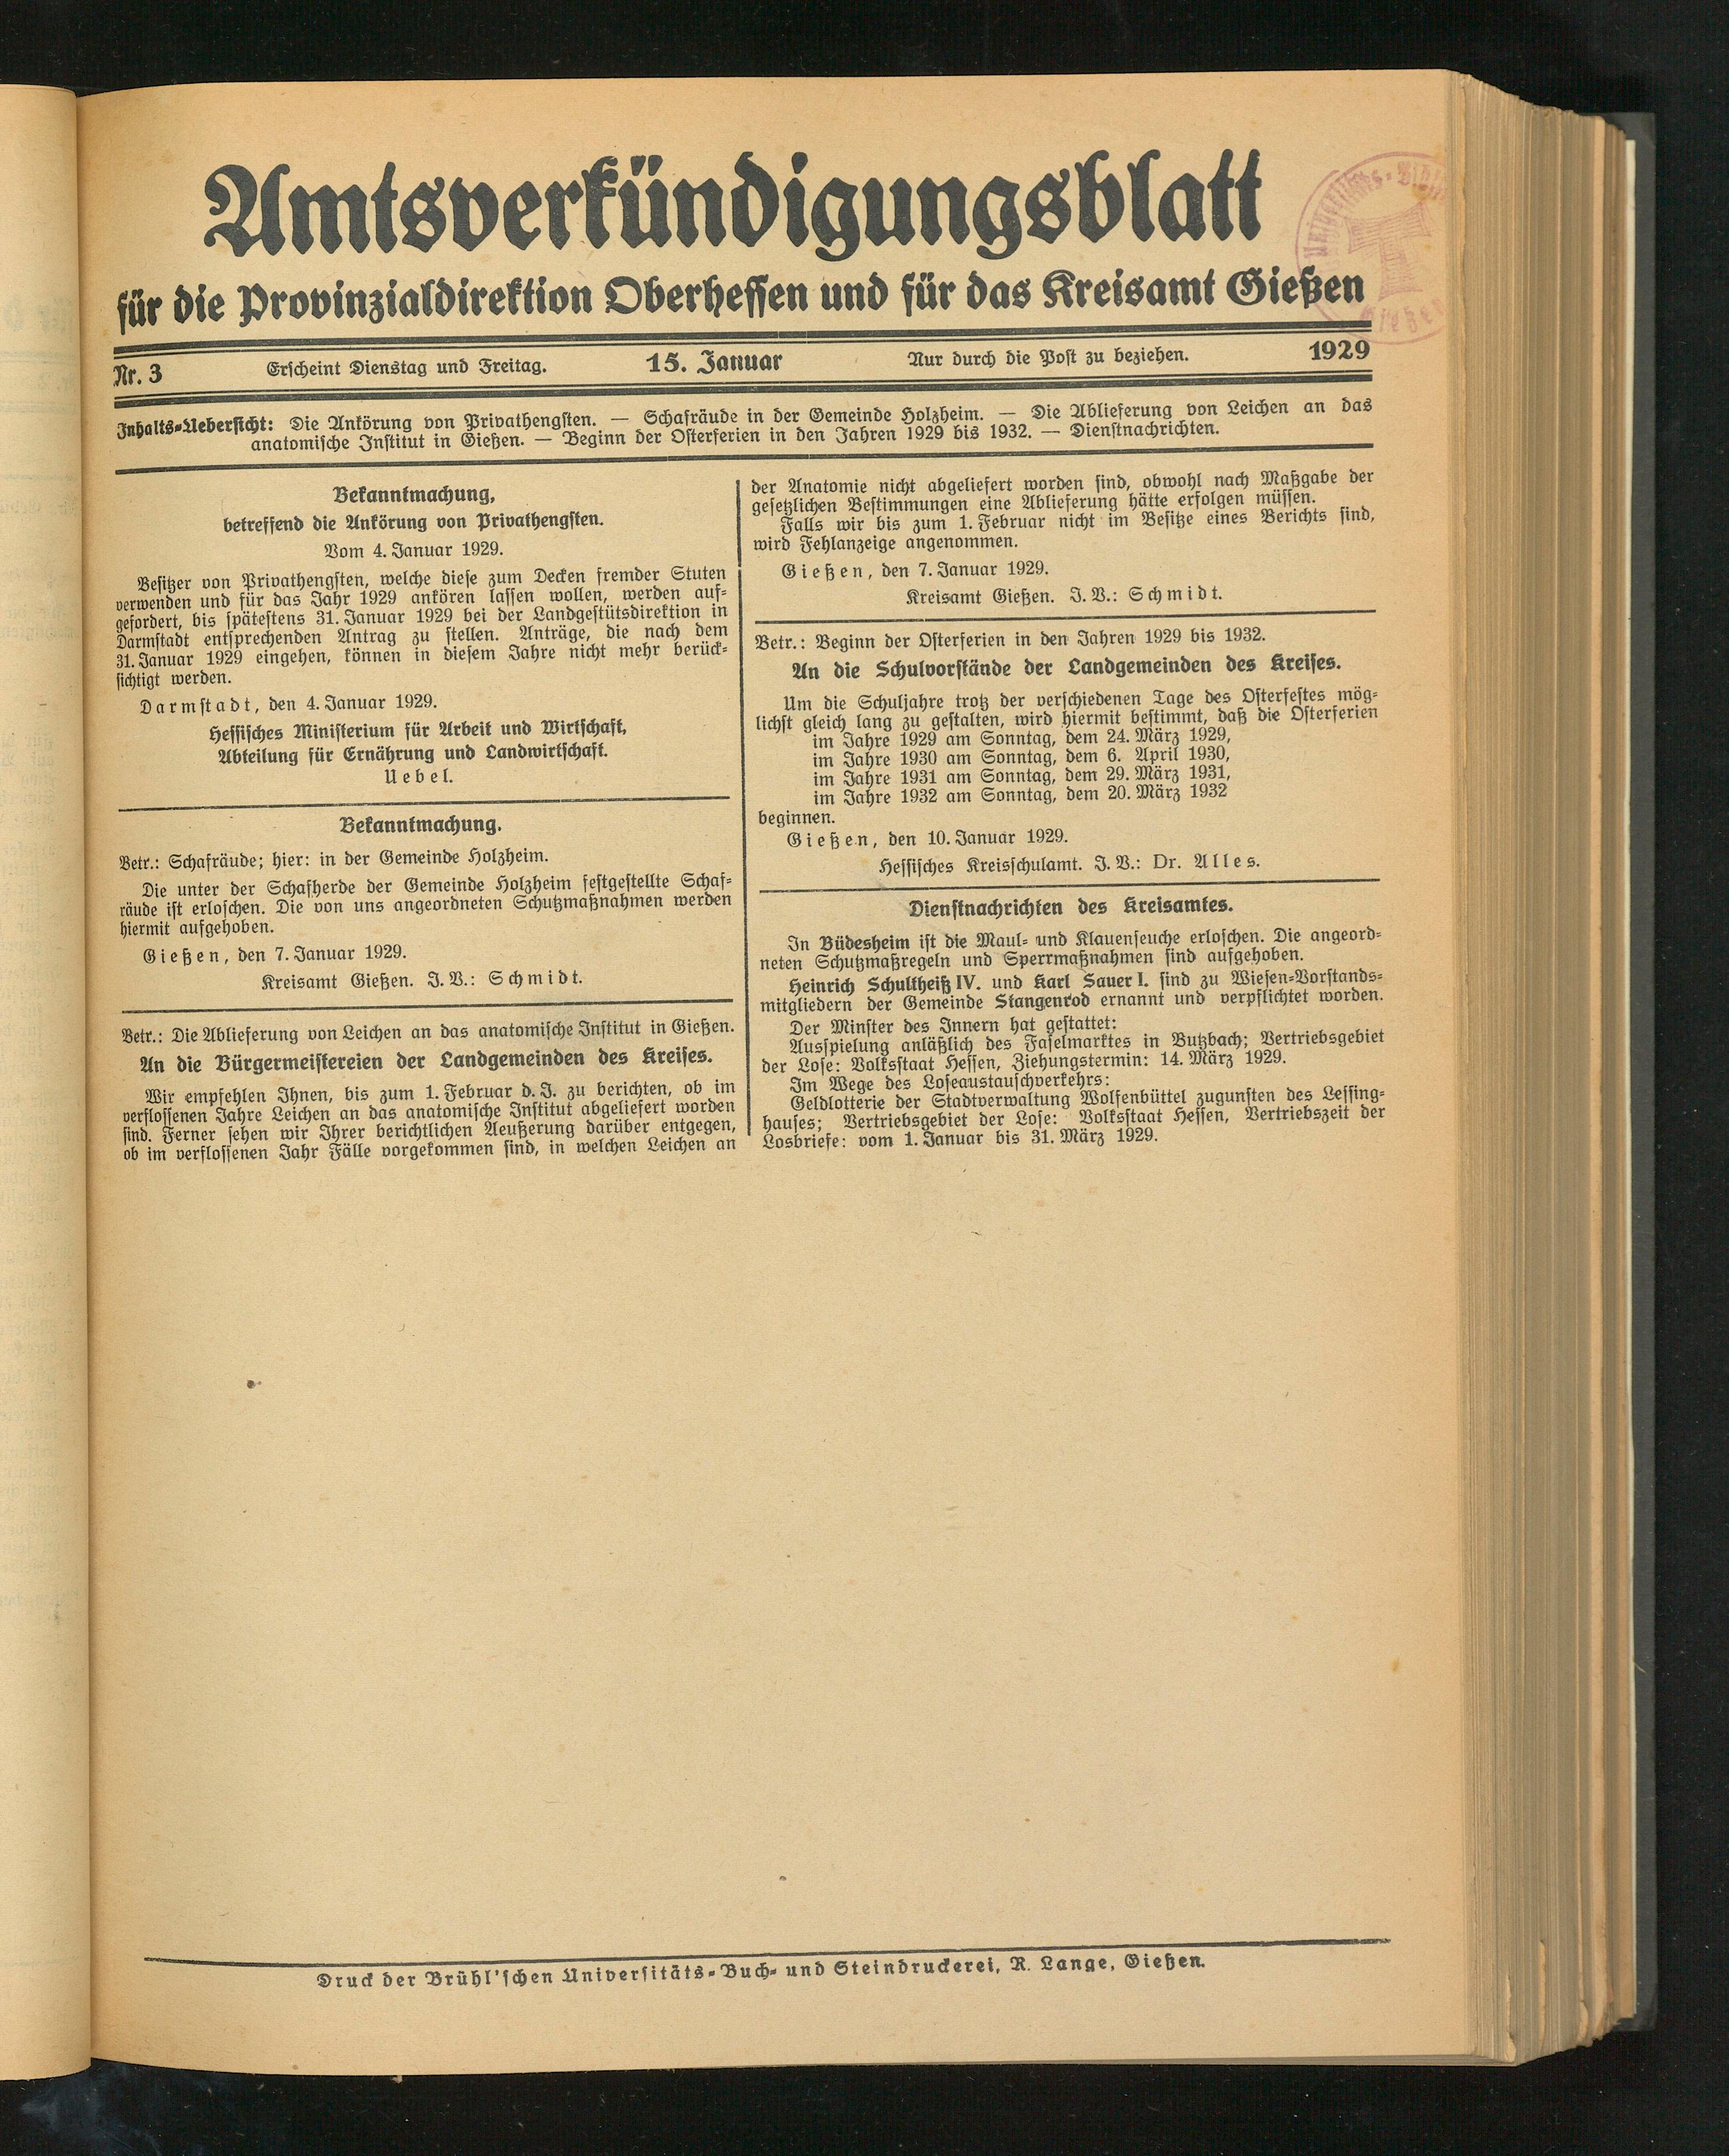 Amtsverkündigungsblatt
für die Provinzialdirektion Oberhessen und für das Kreisamt Gießen
Nr. 3 Erscheint Dienstag und Freitag. 15. Januar Nur durch die Post zu beziehen. 1929
Inhalts-Uebersicht: Die Ankörung von Privathengsten. — Schafräude in der Gemeinde Holzheim. — Die Ablieferung von Leichen an das
anatomische Institut in Gießen. — Beginn der Osterferien in den Jahren 1929 bis 1932. — Dienstnachrichten.
Bekanntmachung,
betreffend die Ankörung von Privathengsten.
Vom 4. Januar 1929.
Besitzer von Privathengsten, welche diese zum Decken fremder Stuten
verwenden und für das Jahr 1929 ankören lassen wollen, werden auf-
gefordert, bis spätestens 31. Januar 1929 bei der Landgestütsdirektion in
Darmstadt entsprechenden Antrag zu stellen. Anträge, die nach dem
31. Januar 1929 eingehen, können in diesem Jahre nicht mehr berück-
sichtigt werden.
Darmstadt, den 4. Januar 1929.
Hessisches Ministerium für Arbeit und Wirtschaft,
Abteilung für Ernährung und Landwirtschaft.
Uebel.
Bekanntmachung.
Betr.: Schafräude; hier: in der Gemeinde Holzheim.
Die unter der Schafherde der Gemeinde Holzheim festgestellte Schaf-
räude ist erloschen. Die von uns angeordneten Schutzmaßnahmen werden
hiermit aufgehoben.
Gießen, den 7. Januar 1929.
Kreisamt Gießen. J. V.: Schmidt.
Betr.: Die Ablieferung von Leichen an das anatomische Institut in Gießen.
An die Bürgermeistereien der Landgemeinden des Kreises.
Wir empfehlen Ihnen, bis zum 1. Februar d. J. zu berichten, ob im
verflossenen Jahre Leichen an das anatomische Institut abgeliefert worden
sind. Ferner sehen wir Ihrer berichtlichen Aeußerung darüber entgegen,
ob im verflossenen Jahr Fälle vorgekommen sind, in welchen Leichen an
der Anatomie nicht abgeliefert worden sind, obwohl nach Maßgabe der
gesetzlichen Bestimmungen eine Ablieferung hätte erfolgen müssen.
Falls wir bis zum 1. Februar nicht im Besitze eines Berichts sind,
wird Fehlanzeige angenommen.
Gießen, den 7. Januar 1929.
Kreisamt Gießen. J. V.: Schmidt.
Betr.: Beginn der Osterferien in den Jahren 1929 bis 1932.
An die Schulvorstände der Landgemeinden des Kreises.
Um die Schuljahre trotz der verschiedenen Tage des Osterfestes mög-
lichst gleich lang zu gestalten, wird hiermit bestimmt, daß die Osterferien
im Jahre 1929 am Sonntag, dem 24. März 1929,
im Jahre 1930 am Sonntag, dem 6. April 1930,
im Jahre 1931 am Sonntag, dem 29. März 1931,
im Jahre 1932 am Sonntag, dem 20. März 1932
beginnen.
Gießen, den 10. Januar 1929.
Hessisches Kreisschulamt. J. V.: Dr. Alles.
Dienstnachrichten des Kreisamtes.
In Büdesheim ist die Maul- und Klauenseuche erloschen. Die angeord-
neten Schutzmaßregeln und Sperrmaßnahmen sind aufgehoben.
Heinrich Schultheiß IV. und Karl Sauer I. sind zu Wiesen-Vorstands-
mitgliedern der Gemeinde Stangenrod ernannt und verpflichtet worden.
Der Minster des Innern hat gestattet:
Ausspielung anläßlich des Faselmarktes in Butzbach; Vertriebsgebiet
der Lose: Volksstaat Hessen, Ziehungstermin: 14. März 1929.
Im Wege des Loseaustauschverkehrs:
Geldlotterie der Stadtverwaltung Wolfenbüttel zugunsten des Lessing-
hauses; Vertriebsgebiet der Lose: Volksstaat Hessen, Vertriebszeit der
Losbriefe: vom 1. Januar bis 31. März 1929.
Druck der Brühl'schen Universitäts-Buch- und Steindruckerei, R. Lange, Gießen.